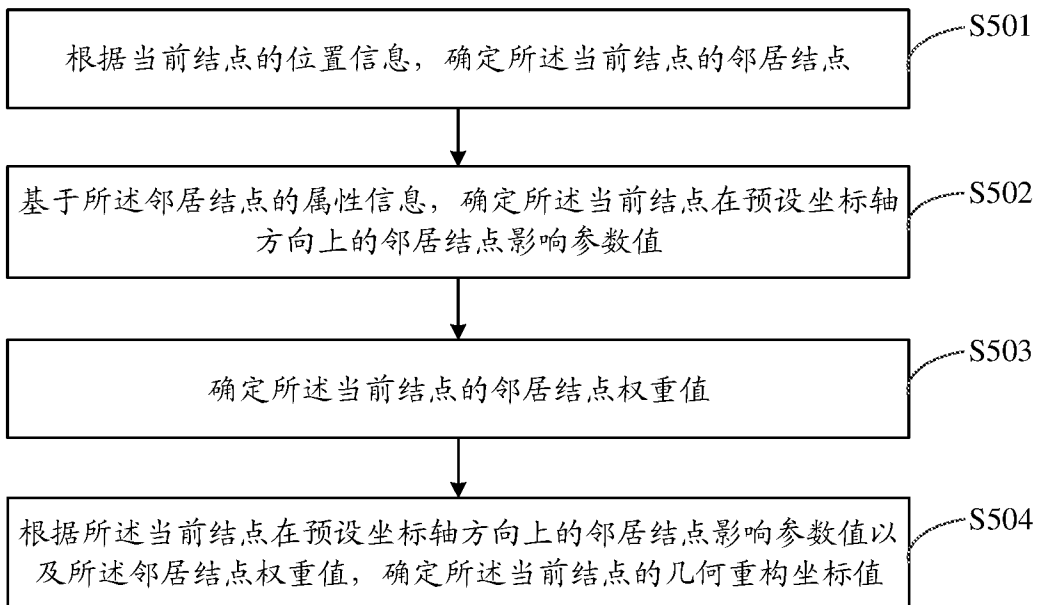 根据当前结点的位置信息，确定所述当前结点的邻居结点
S501
基于所述邻居结点的属性信息，确定所述当前结点在预设坐标轴
方向上的邻居结点影响参数值
S502
确定所述当前结点的邻居结点权重值
S503
根据所述当前结点在预设坐标轴方向上的邻居结点影响参数值以
及所述邻居结点权重值，确定所述当前结点的几何重构坐标值
S504